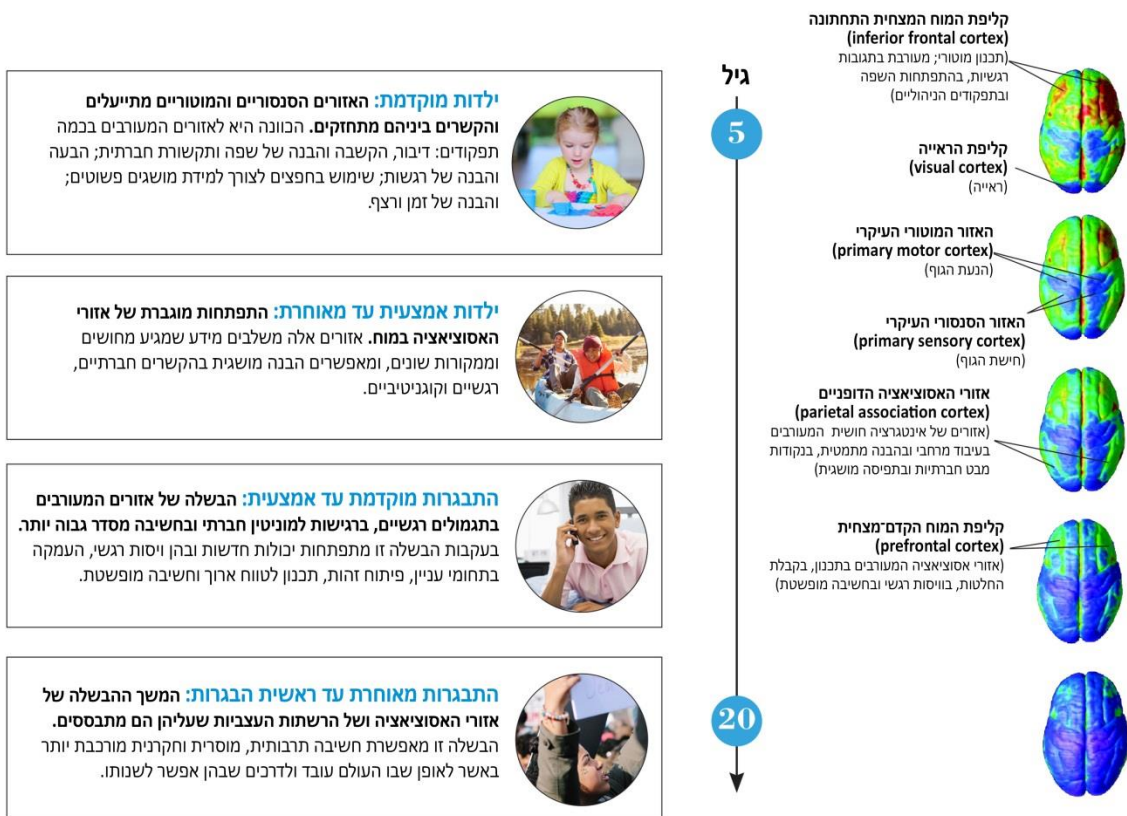 קליפת המוח המצחית התחתונה
(inferior frontal cortex)
(תכנון מוטורי; מעורבת בתגובות
רגשיות, בהתפתחות השפה
ובתפקודים הניהוליים)
קליפת הראייה
(visual cortex)
(ראייה)
האזור המוטורי העיקרי
(primary motor cortex)
(הנעת הגוף)
האזור הסנסורי העיקרי
(primary sensory cortex)
(חישת הגוף)
אזורי האסוציאציה הדופניים
(parietal association cortex)
(אזורים של אינטגרציה חושית המעורבים
בעיבוד מרחבי ובהבנה מתמטית, בנקודות
מבט חברתיות ובתפיסה מושגית)
קליפת המוח הקדם־מצחית
(prefrontal cortex)
(אזורי אסוציאציה המעורבים בתכנון, בקבלת
החלטות, בוויסות רגשי ובחשיבה מופשטת)
גיל
5
20
ילדות מוקדמת: האזורים הסנסוריים והמוטוריים מתייעלים
והקשרים ביניהם מתחזקים. הכוונה היא לאזורים המעורבים בכמה
תפקודים: דיבור, הקשבה והבנה של שפה ותקשורת חברתית; הבעה
והבנה של רגשות; שימוש בחפצים לצורך למידת מושגים פשוטים;
והבנה של זמן ורצף.
ילדות אמצעית עד מאוחרת: התפתחות מוגברת של אזורי
האסוציאציה במוח. אזורים אלה משלבים מידע שמגיע מחושים
וממקורות שונים, ומאפשרים הבנה מושגית בהקשרים חברתיים,
רגשיים וקוגניטיביים.
התבגרות מוקדמת עד אמצעית: הבשלה של אזורים המעורבים
בתגמולים רגשיים, ברגישות למוניטין חברתי ובחשיבה מסדר גבוה יותר.
בעקבות הבשלה זו מתפתחות יכולות חדשות ובהן ויסות רגשי, העמקה
בתחומי עניין, פיתוח זהות, תכנון לטווח ארוך וחשיבה מופשטת.
התבגרות מאוחרת עד ראשית הבגרות: המשך ההבשלה של
אזורי האסוציאציה ושל הרשתות העצביות שעליהן הם מתבססים.
הבשלה זו מאפשרת חשיבה תרבותית, מוסרית וחקרנית מורכבת יותר
באשר לאופן שבו העולם עובד ולדרכים שבהן אפשר לשנותו.